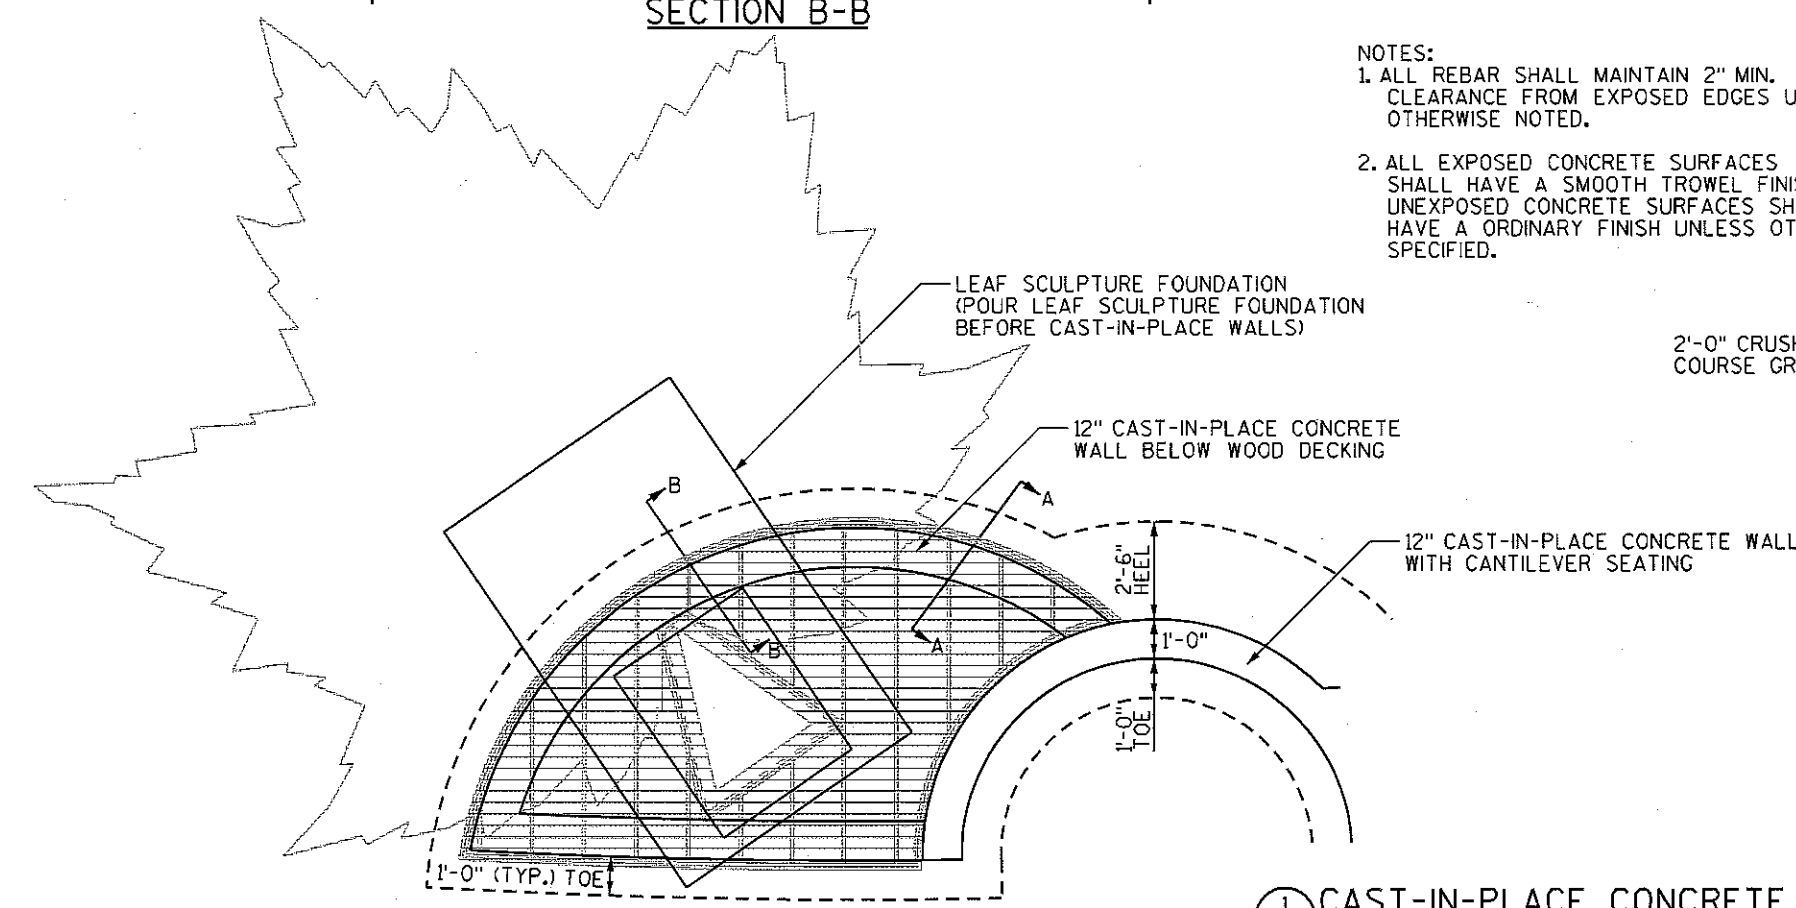 SECTION B-B
NOTES:
1. ALL REBAR SHALL MAINTAIN 2" MIN.
CLEARANCE FROM EXPOSED EDGES U
OTHERWISE NOTED.
2. ALL EXPOSED CONCRETE SURFACES
SHALL HAVE A SMOOTH TROWEL FINIS
UNEXPOSED CONCRETE SURFACES SH
HAVE A ORDINARY FINISH UNLESS OT
SPECIFIED.
LEAF SCULPTURE FOUNDATION
(POUR LEAF SCULPTURE FOUNDATION
BEFORE CAST-IN-PLACE WALLS)
2'-0" CRUSH
COURSE GR
12" CAST-IN-PLACE CONCRETE
WALL BELOW WOOD DECKING
B
A
12" CAST-IN-PLACE CONCRETE WALL
WITH CANTILEVER SEATING
2'-6"
HEEL
1'-0"
B
A
1'-0"
TOE
1'-0" (TYP.) TOE
1 CAST-IN-PLACE CONCRETE